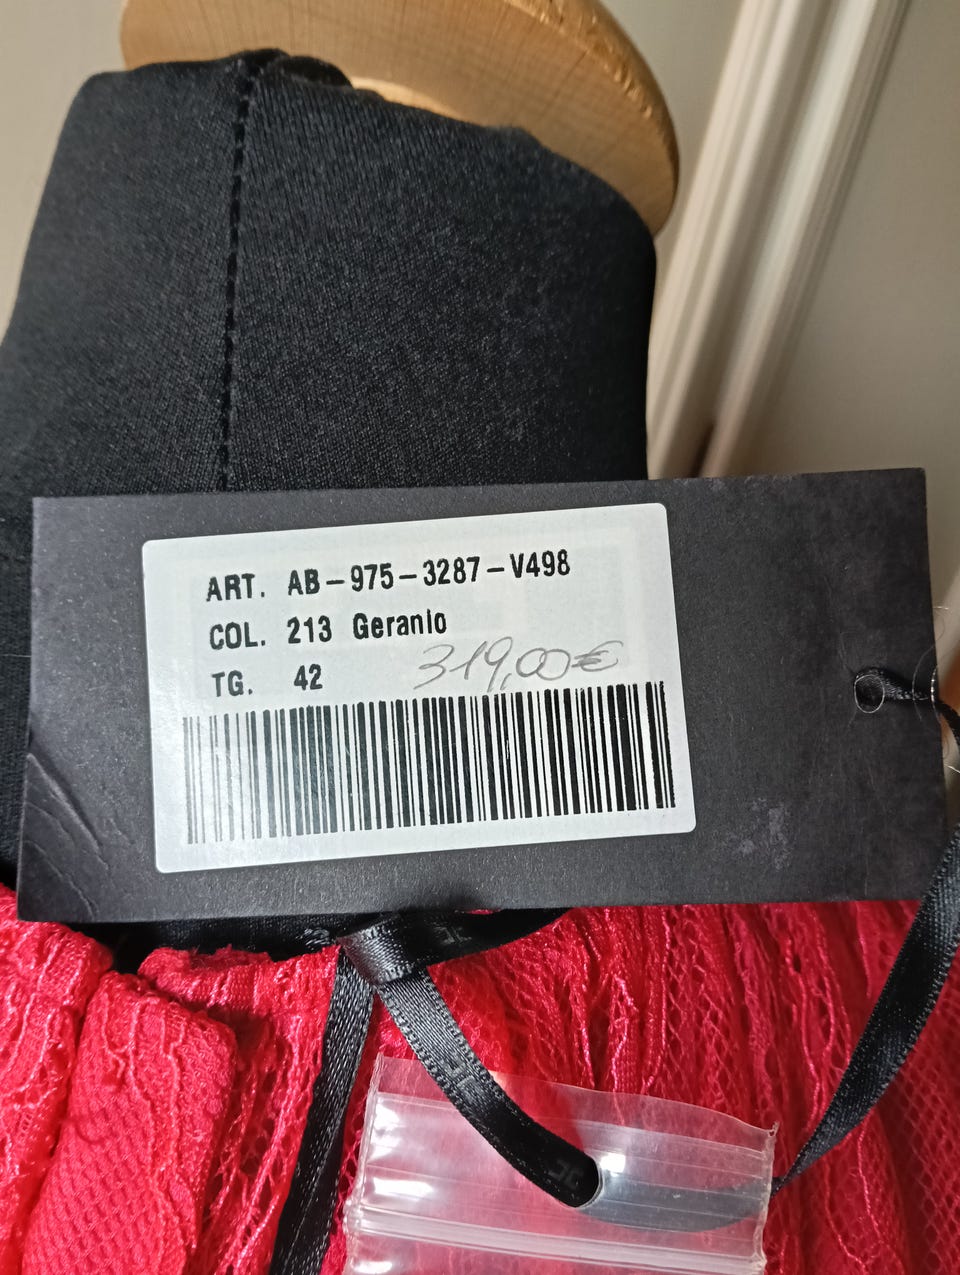 ART. AB-975-3287-V498
COL. 213 Geranio
TG. 42 319,00€